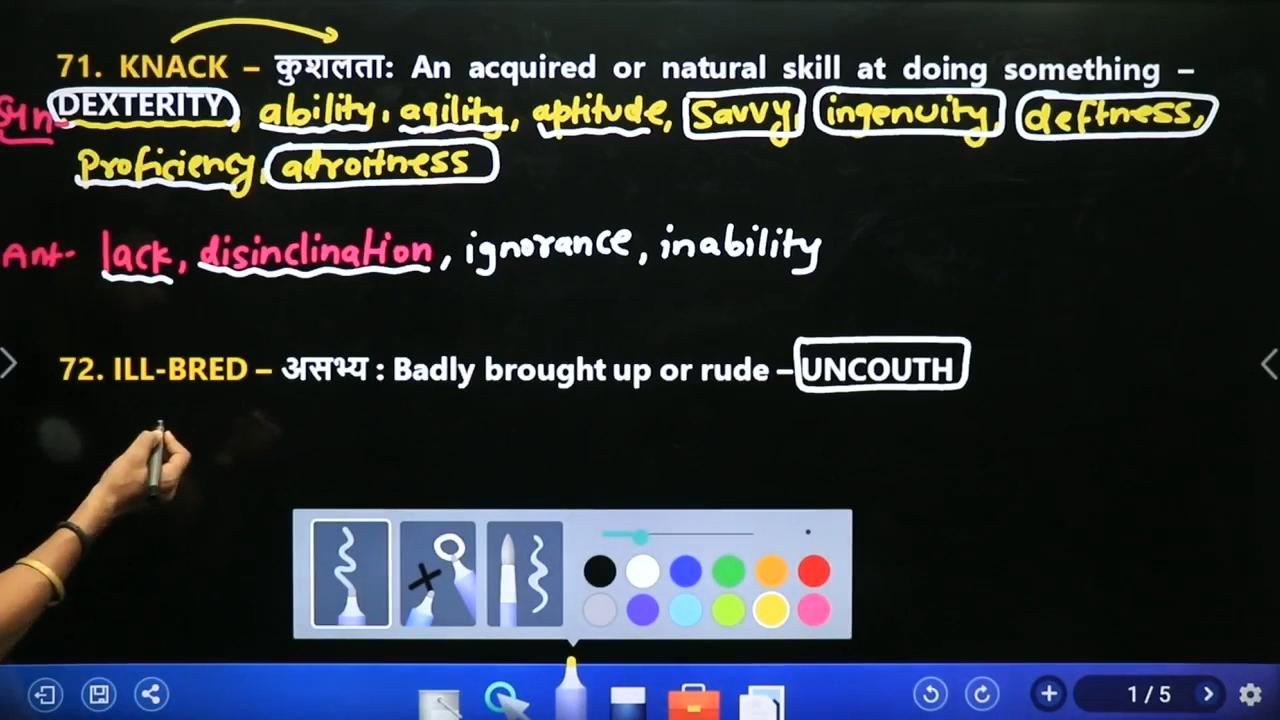 71. KNACK – कुशलता: An acquired or natural skill at doing something –
Syn- DEXTERITY, ability, agility, aptitude, Savvy ingenuity, deftness,
Proficiency, adroitness
Ant- lack, disinclination, ignorance, inability
72. ILL-BRED – असभ्य : Badly brought up or rude – UNCOUTH
1 / 5